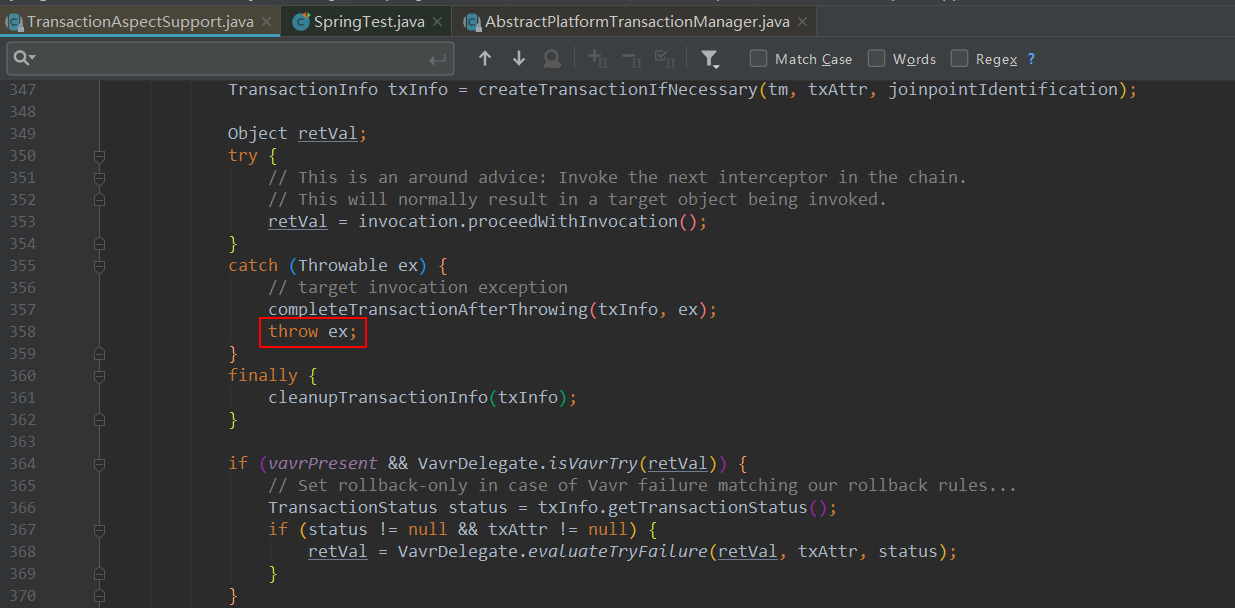 TransactionAspectSupport.java
SpringTest.java
AbstractPlatformTransactionManager.java
Match Case
Words
Regex
?
347 TransactionInfo txInfo = createTransactionIfNecessary(tm, txAttr, joinpointIdentification);
348
349 Object retVal;
350 try {
351 // This is an around advice: Invoke the next interceptor in the chain.
352 // This will normally result in a target object being invoked.
353 retVal = invocation.proceedWithInvocation();
354 }
355 catch (Throwable ex) {
356 // target invocation exception
357 completeTransactionAfterThrowing(txInfo, ex);
358 throw ex;
359 }
360 finally {
361 cleanupTransactionInfo(txInfo);
362 }
363
364 if (vavrPresent && VavrDelegate.isVavrTry(retVal)) {
365 // Set rollback-only in case of Vavr failure matching our rollback rules...
366 TransactionStatus status = txInfo.getTransactionStatus();
367 if (status != null && txAttr != null) {
368 retVal = VavrDelegate.evaluateTryFailure(retVal, txAttr, status);
369 }
370 }